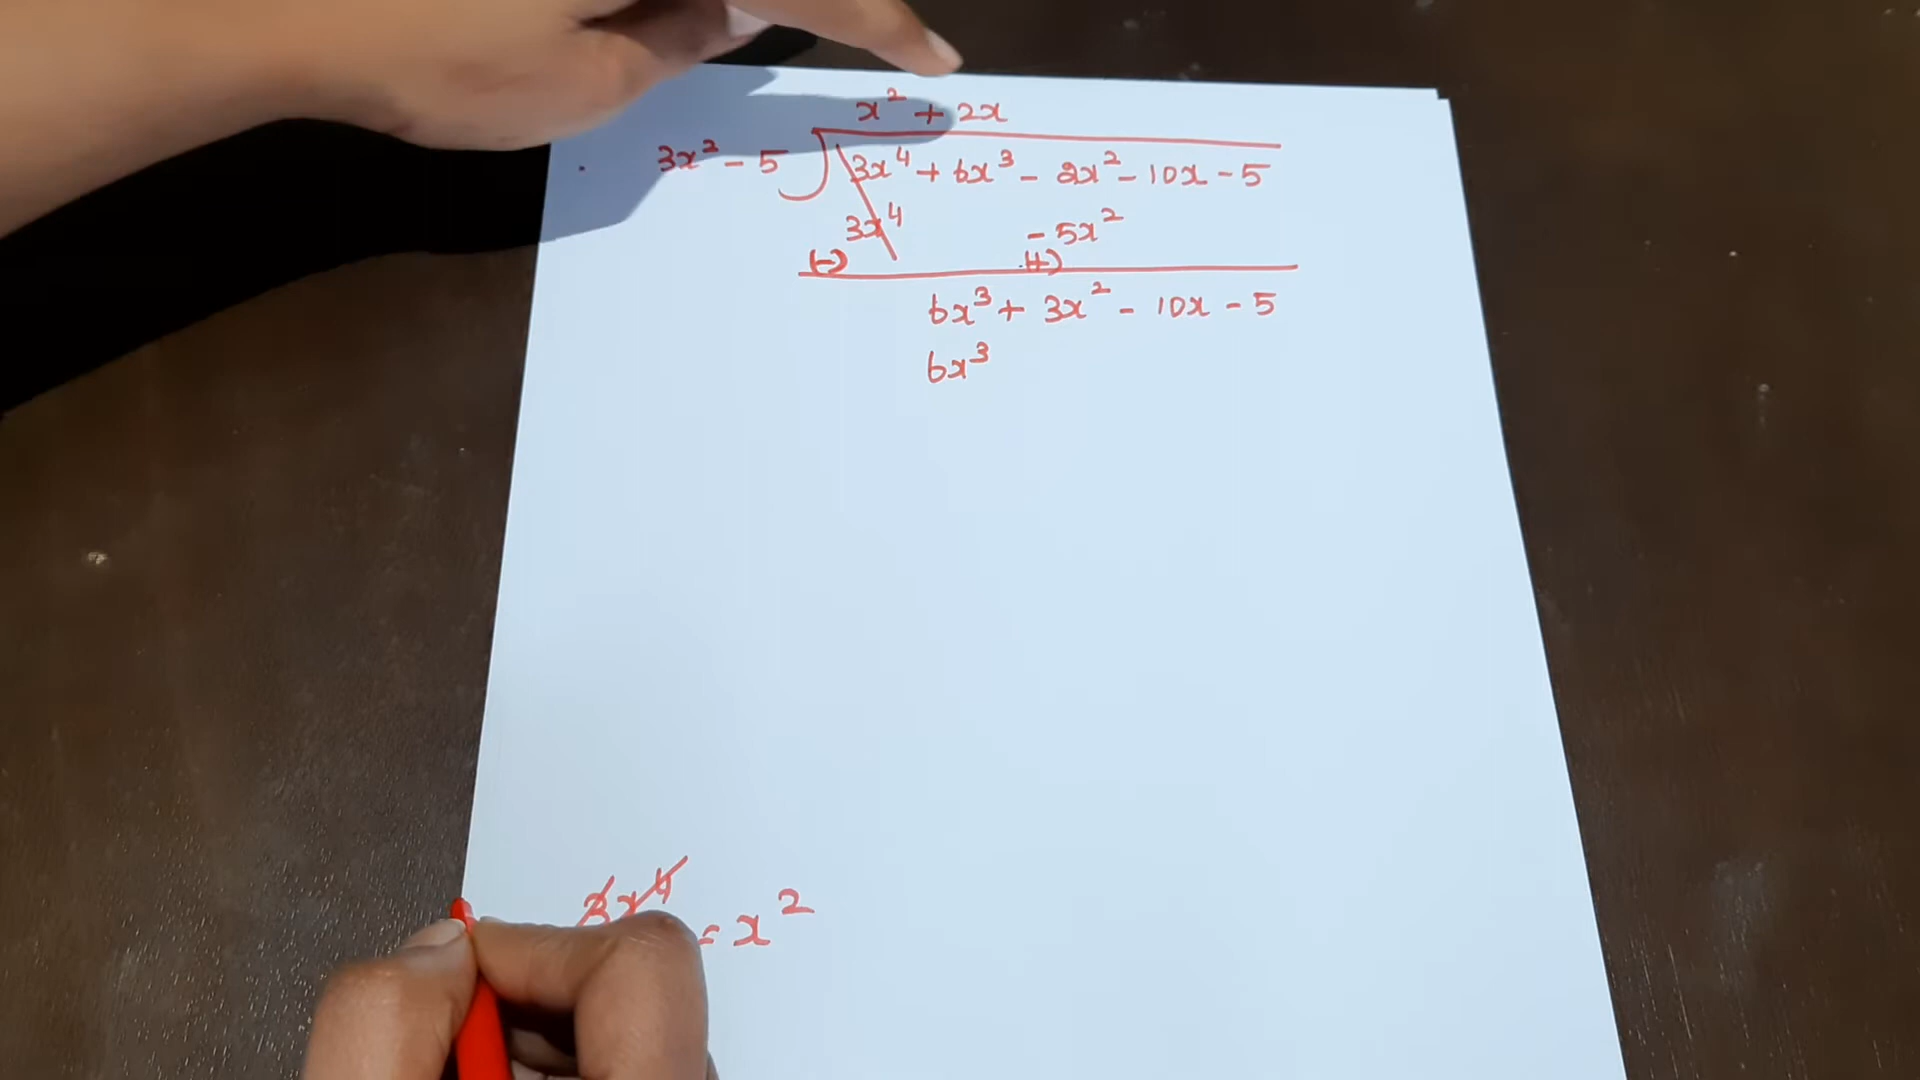 x² + 2x
3x² - 5 ) 3x⁴ + 6x³ - 2x² - 10x - 5
3x⁴ - 5x²
(-) (+)
6x³ + 3x² - 10x - 5
6x³
3x⁴ = x²